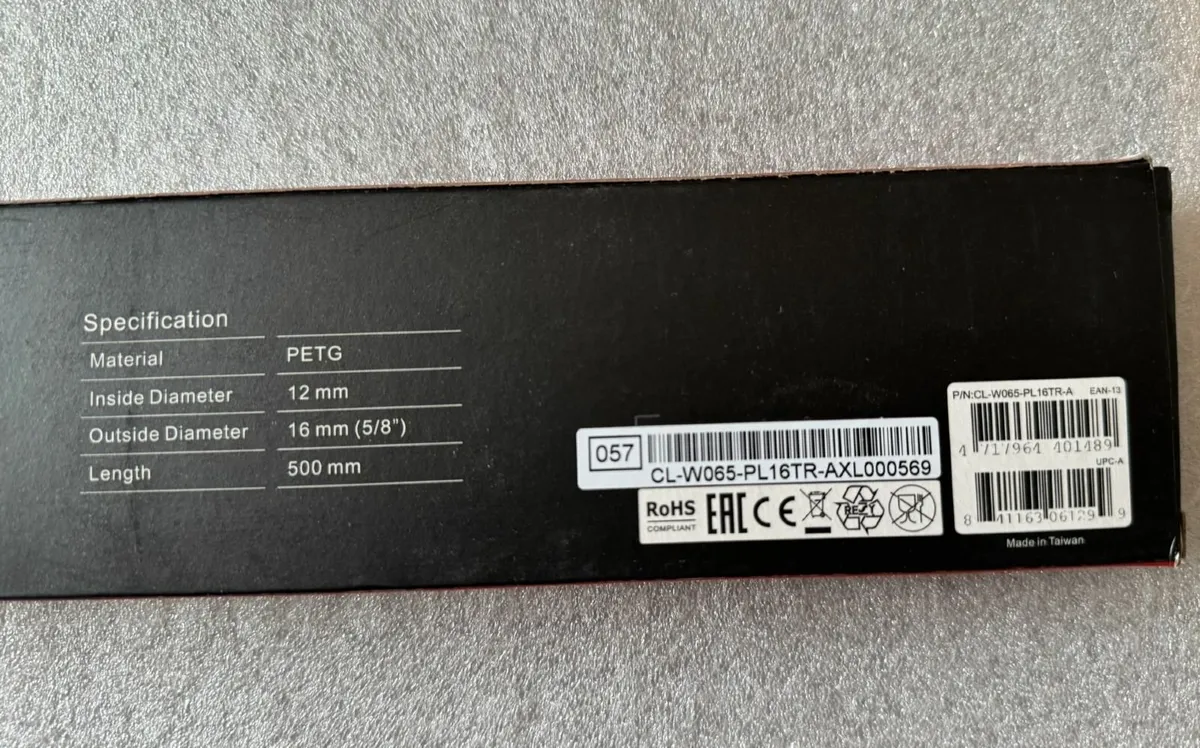 Specification
Material PETG
Inside Diameter 12 mm
Outside Diameter 16 mm (5/8")
Length 500 mm
057
CL-W065-PL16TR-AXL000569
RoHS
COMPLIANT
EAC CE
P/N:CL-W065-PL16TR-A EAN-13
4 717964 401489
UPC-A
8 41163 06129 9
Made in Taiwan